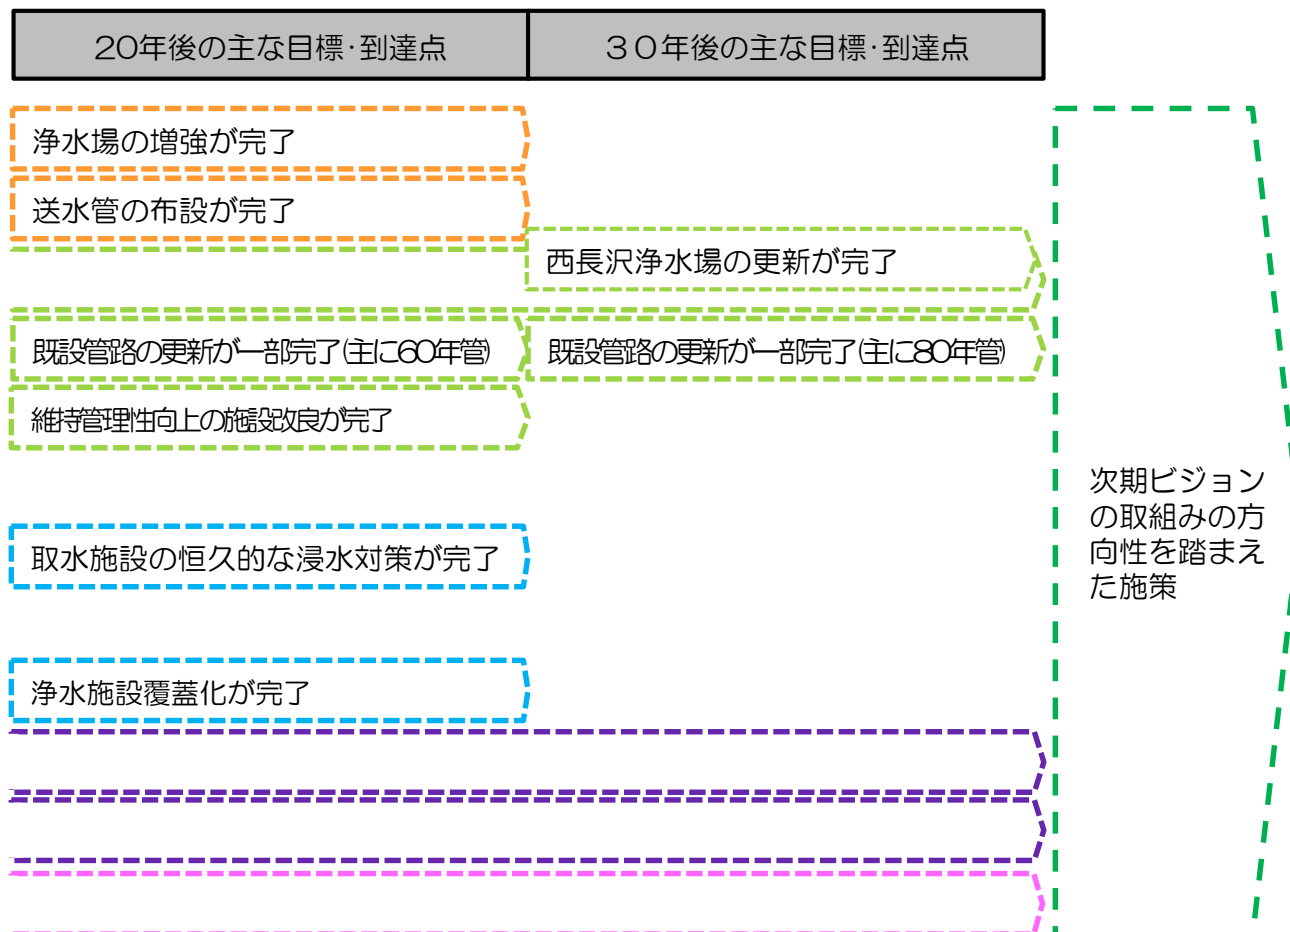 20年後の主な目標・到達点
30年後の主な目標・到達点
浄水場の増強が完了
送水管の布設が完了
西長沢浄水場の更新が完了
既設管路の更新が一部完了(主に60年管)
既設管路の更新が一部完了(主に80年管)
維持管理性向上の施設改良が完了
取水施設の恒久的な浸水対策が完了
浄水施設覆蓋化が完了
次期ビジョン
の取組みの方
向性を踏まえ
た施策